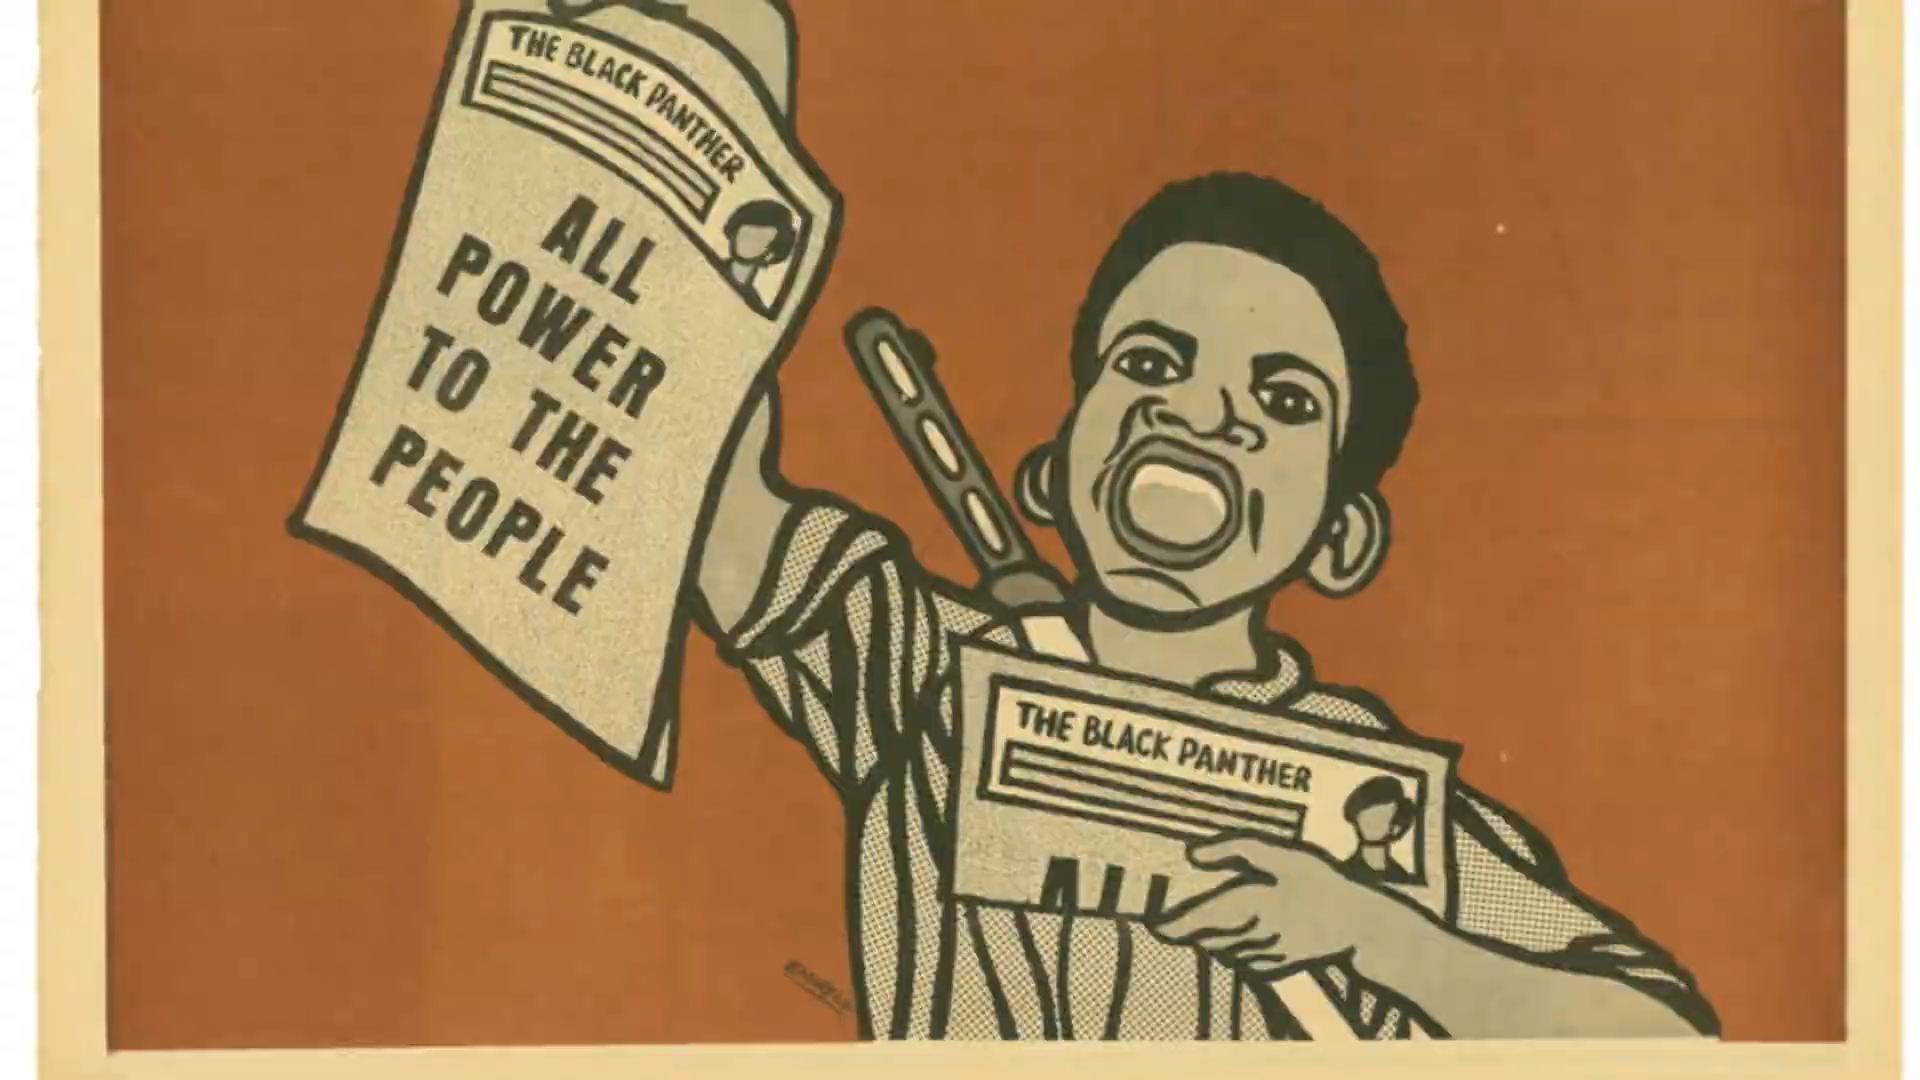 THE BLACK PANTHER
ALL
POWER
TO THE
PEOPLE
THE BLACK PANTHER
ALL